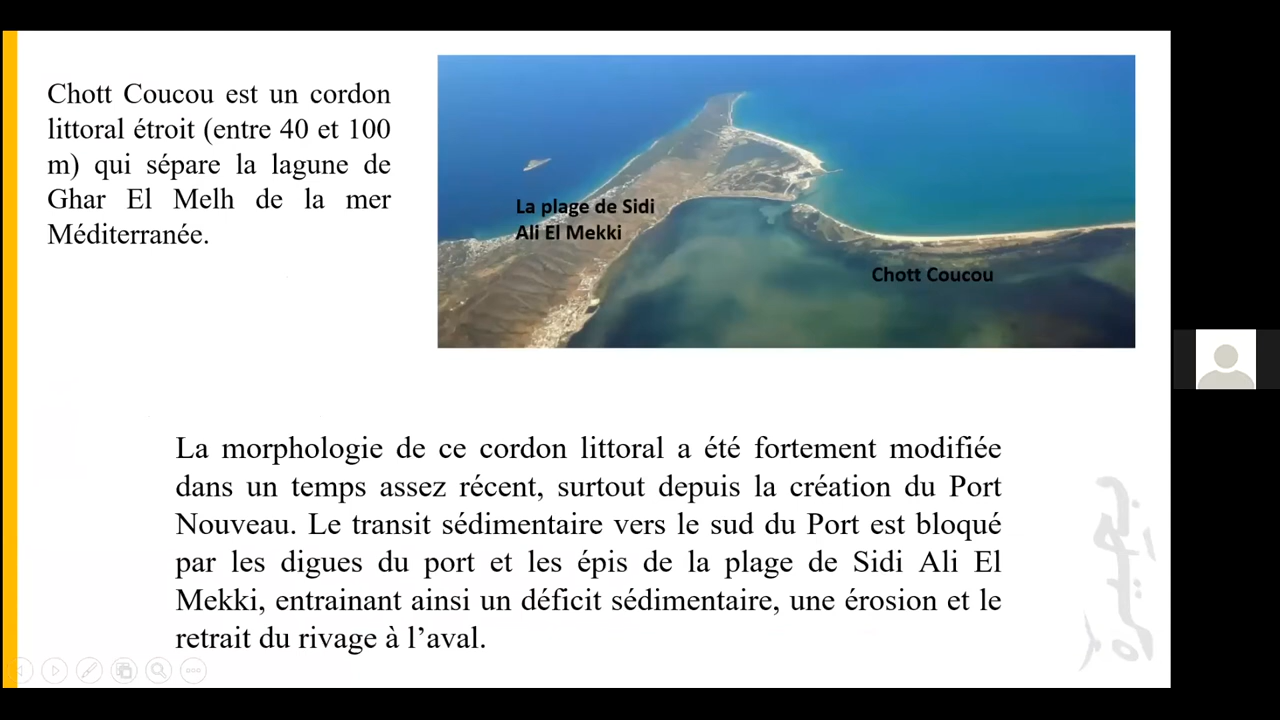 Chott Coucou est un cordon
littoral étroit (entre 40 et 100
m) qui sépare la lagune de
Ghar El Melh de la mer
Méditerranée.
La plage de Sidi
Ali El Mekki
Chott Coucou
La morphologie de ce cordon littoral a été fortement modifiée
dans un temps assez récent, surtout depuis la création du Port
Nouveau. Le transit sédimentaire vers le sud du Port est bloqué
par les digues du port et les épis de la plage de Sidi Ali El
Mekki, entrainant ainsi un déficit sédimentaire, une érosion et le
retrait du rivage à l’aval.